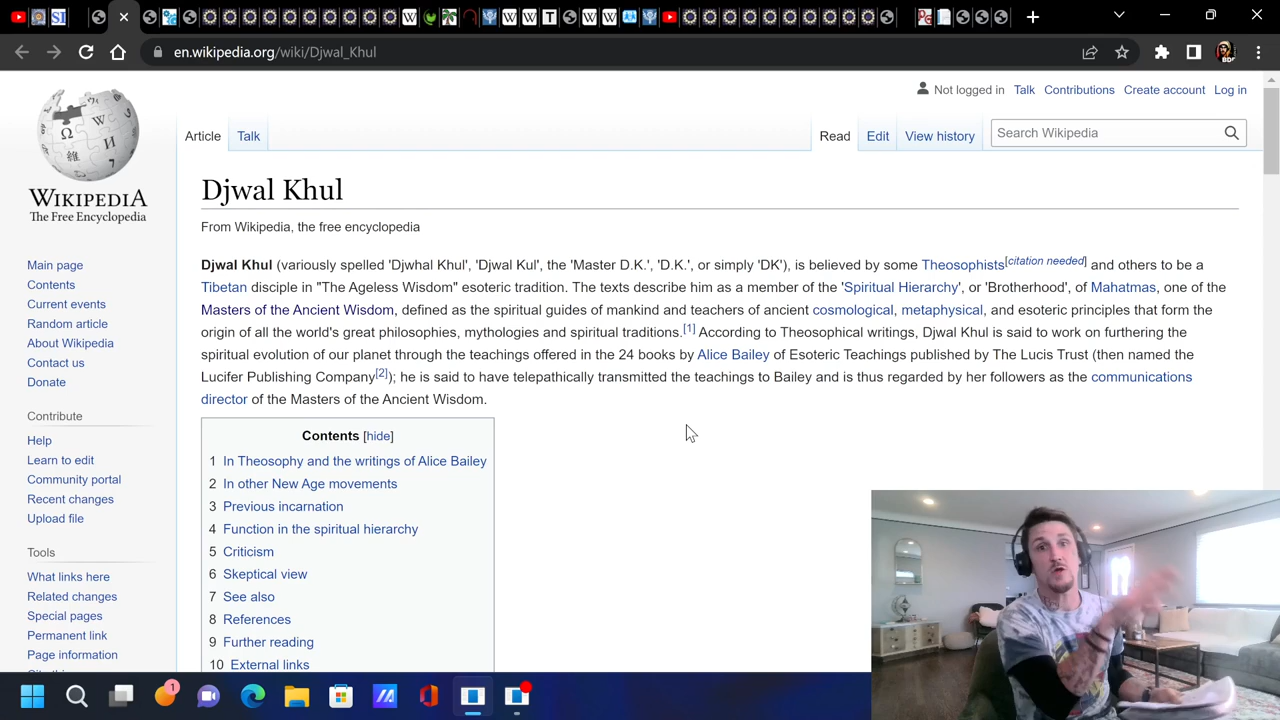 en.wikipedia.org/wiki/Djwal_Khul
BDF
Not logged in Talk Contributions Create account Log in
Article Talk Read Edit View history Search Wikipedia
WIKIPEDIA
The Free Encyclopedia
Main page
Contents
Current events
Random article
About Wikipedia
Contact us
Donate
Contribute
Help
Learn to edit
Community portal
Recent changes
Upload file
Tools
What links here
Related changes
Special pages
Permanent link
Page information
Djwal Khul
From Wikipedia, the free encyclopedia
Djwal Khul (variously spelled 'Djwhal Khul', 'Djwal Kul', the 'Master D.K.', 'D.K.', or simply 'DK'), is believed by some Theosophists[citation needed] and others to be a
Tibetan disciple in "The Ageless Wisdom" esoteric tradition. The texts describe him as a member of the 'Spiritual Hierarchy', or 'Brotherhood', of Mahatmas, one of the
Masters of the Ancient Wisdom, defined as the spiritual guides of mankind and teachers of ancient cosmological, metaphysical, and esoteric principles that form the
origin of all the world's great philosophies, mythologies and spiritual traditions.[1] According to Theosophical writings, Djwal Khul is said to work on furthering the
spiritual evolution of our planet through the teachings offered in the 24 books by Alice Bailey of Esoteric Teachings published by The Lucis Trust (then named the
Lucifer Publishing Company[2]); he is said to have telepathically transmitted the teachings to Bailey and is thus regarded by her followers as the communications
director of the Masters of the Ancient Wisdom.
Contents [hide]
1 In Theosophy and the writings of Alice Bailey
2 In other New Age movements
3 Previous incarnation
4 Function in the spiritual hierarchy
5 Criticism
6 Skeptical view
7 See also
8 References
9 Further reading
10 External links
1